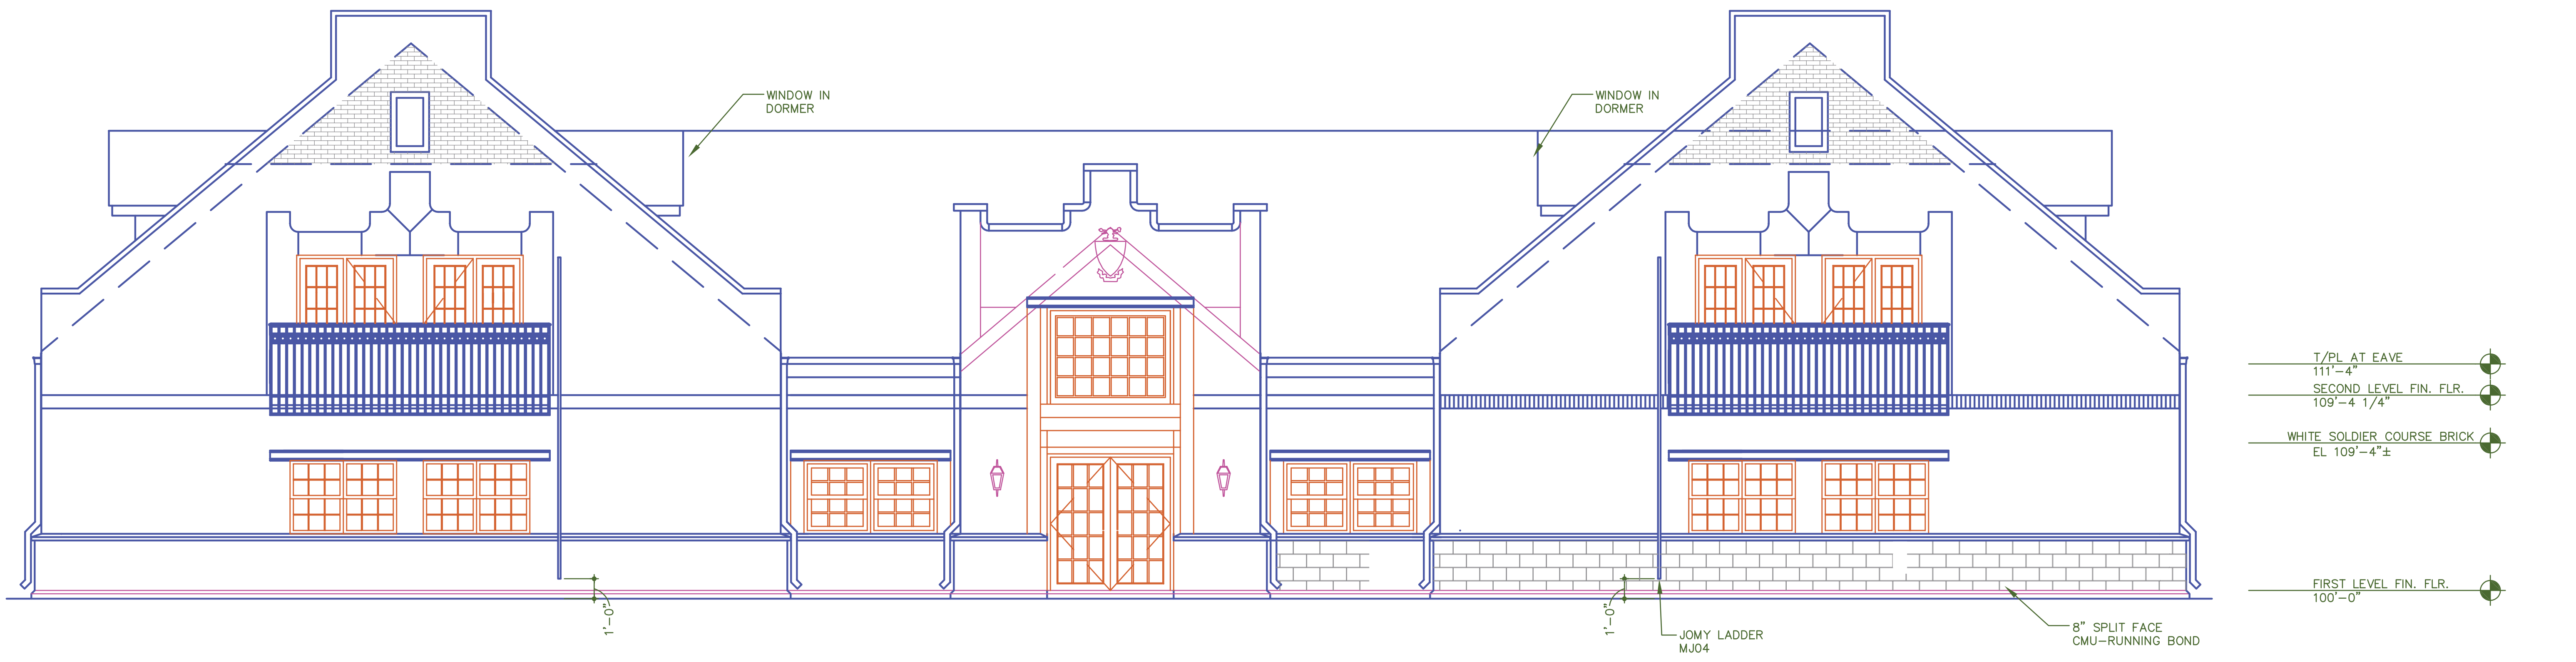 WINDOW IN
DORMER
WINDOW IN
DORMER
T/PL AT EAVE
111'-4"
SECOND LEVEL FIN. FLR.
109'-4 1/4"
WHITE SOLDIER COURSE BRICK
EL 109'-4"±
FIRST LEVEL FIN. FLR.
100'-0"
1'-0"
1'-0"
JOMY LADDER
MJ04
8" SPLIT FACE
CMU-RUNNING BOND